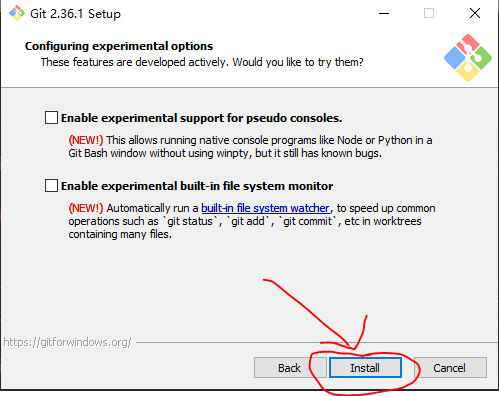 Git 2.36.1 Setup
Configuring experimental options
These features are developed actively. Would you like to try them?
Enable experimental support for pseudo consoles.
(NEW!) This allows running native console programs like Node or Python in a
Git Bash window without using winpty, but it still has known bugs.
Enable experimental built-in file system monitor
(NEW!) Automatically run a built-in file system watcher, to speed up common
operations such as `git status`, `git add`, `git commit`, etc in worktrees
containing many files.
https://gitforwindows.org/
Back Install Cancel